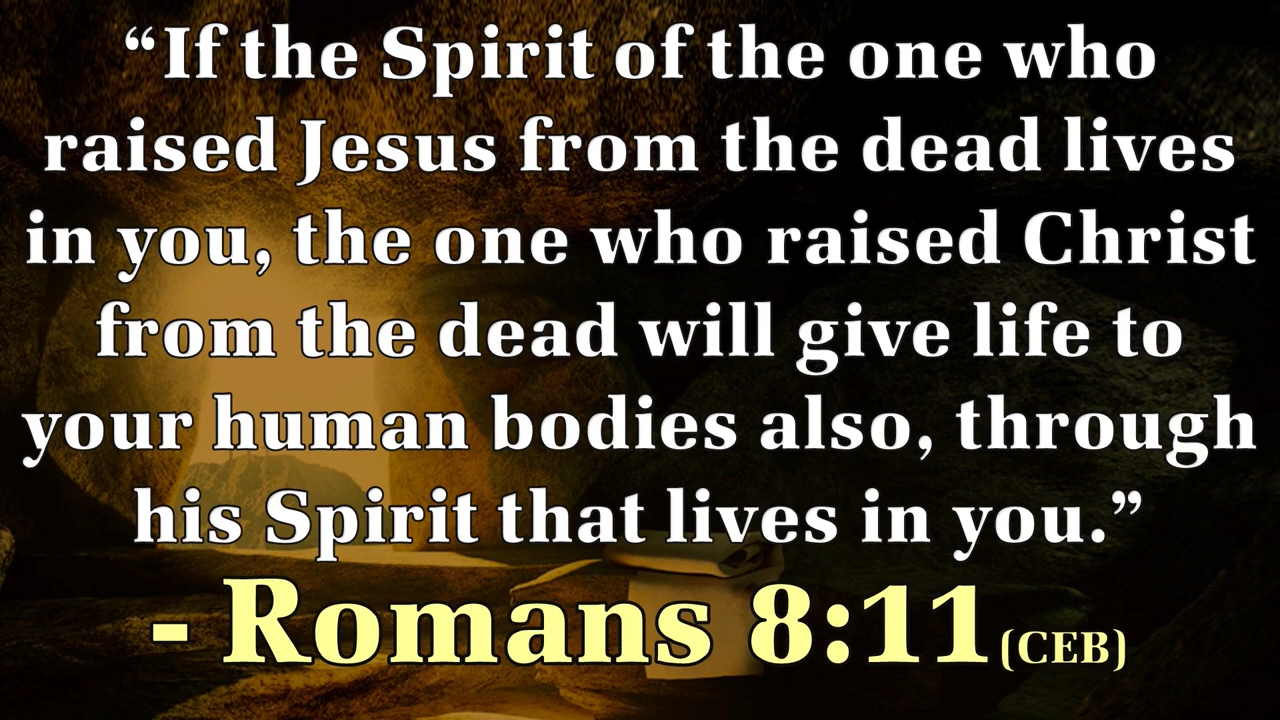 “If the Spirit of the one who
raised Jesus from the dead lives
in you, the one who raised Christ
from the dead will give life to
your human bodies also, through
his Spirit that lives in you.”
- Romans 8:11 (CEB)